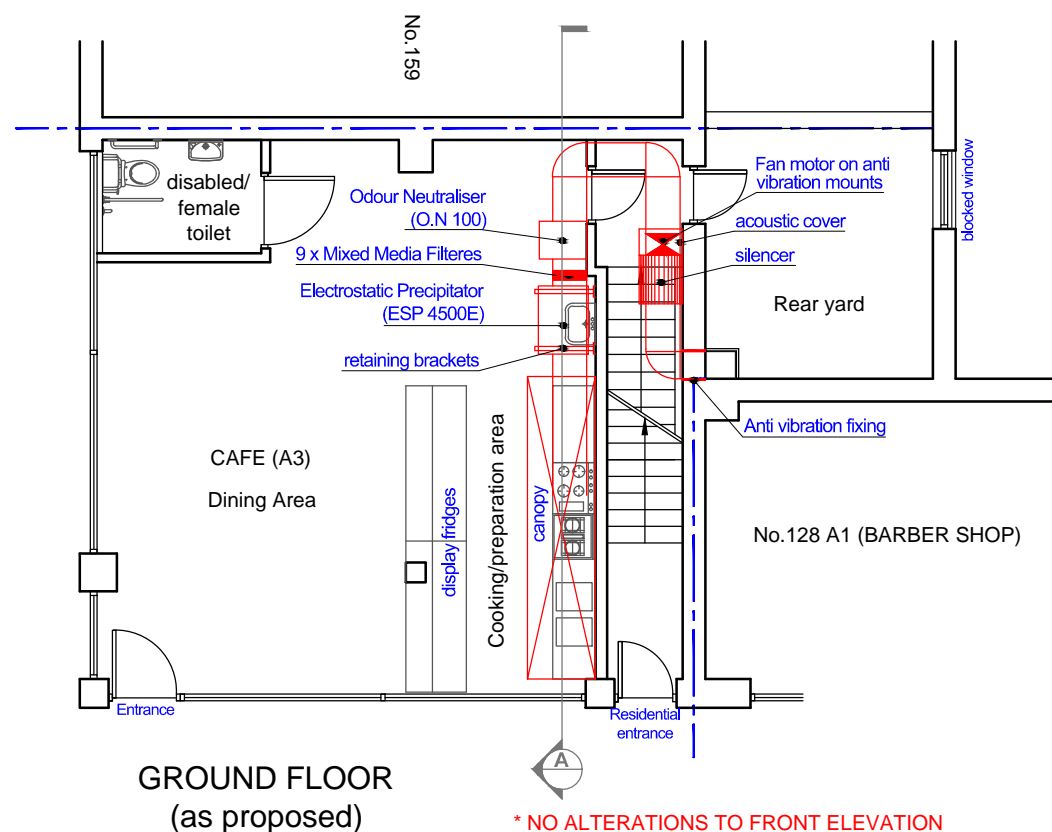 No.159
disabled/
female
toilet
Odour Neutraliser
(O.N 100)
9 x Mixed Media Filteres
Electrostatic Precipitator
(ESP 4500E)
retaining brackets
Fan motor on anti
vibration mounts
acoustic cover
silencer
blocked window
Rear yard
Anti vibration fixing
CAFE (A3)
Dining Area
display fridges
Cooking/preparation area
canopy
No.128 A1 (BARBER SHOP)
Entrance
Residential
entrance
A
GROUND FLOOR
(as proposed)
* NO ALTERATIONS TO FRONT ELEVATION